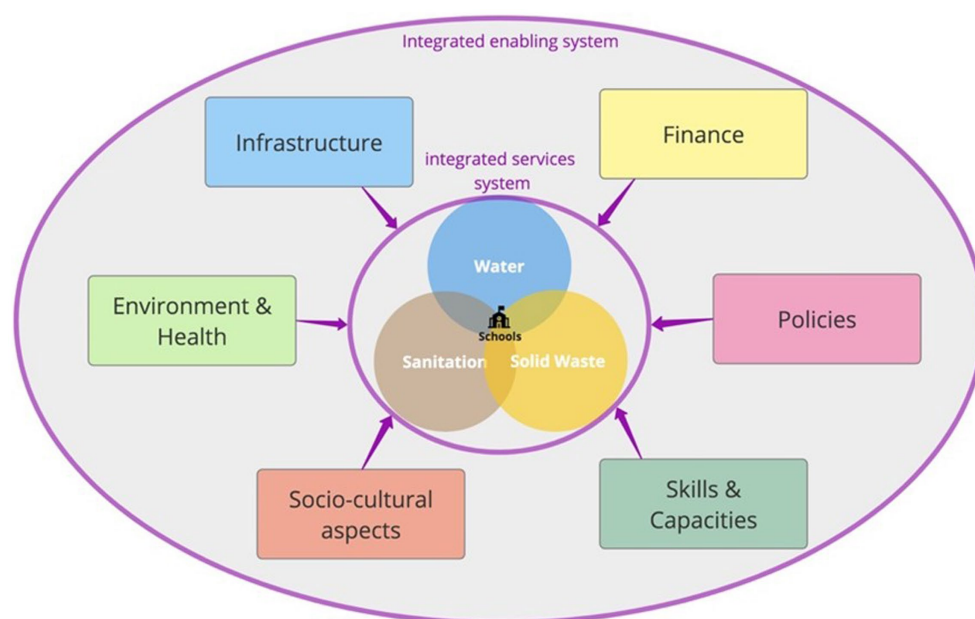 Integrated enabling system
Infrastructure
Finance
integrated services
system
Water
Environment &
Health
Schools
Policies
Sanitation
Solid Waste
Socio-cultural
aspects
Skills &
Capacities